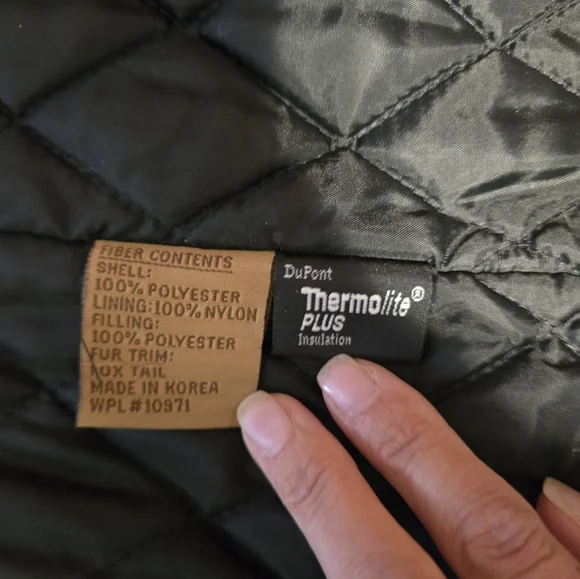 FIBER CONTENTS
SHELL:
100% POLYESTER
LINING:100% NYLON
FILLING:
100% POLYESTER
FUR TRIM:
FOX TAIL
MADE IN KOREA
WPL#10971
DuPont
Thermolite®
PLUS
Insulation